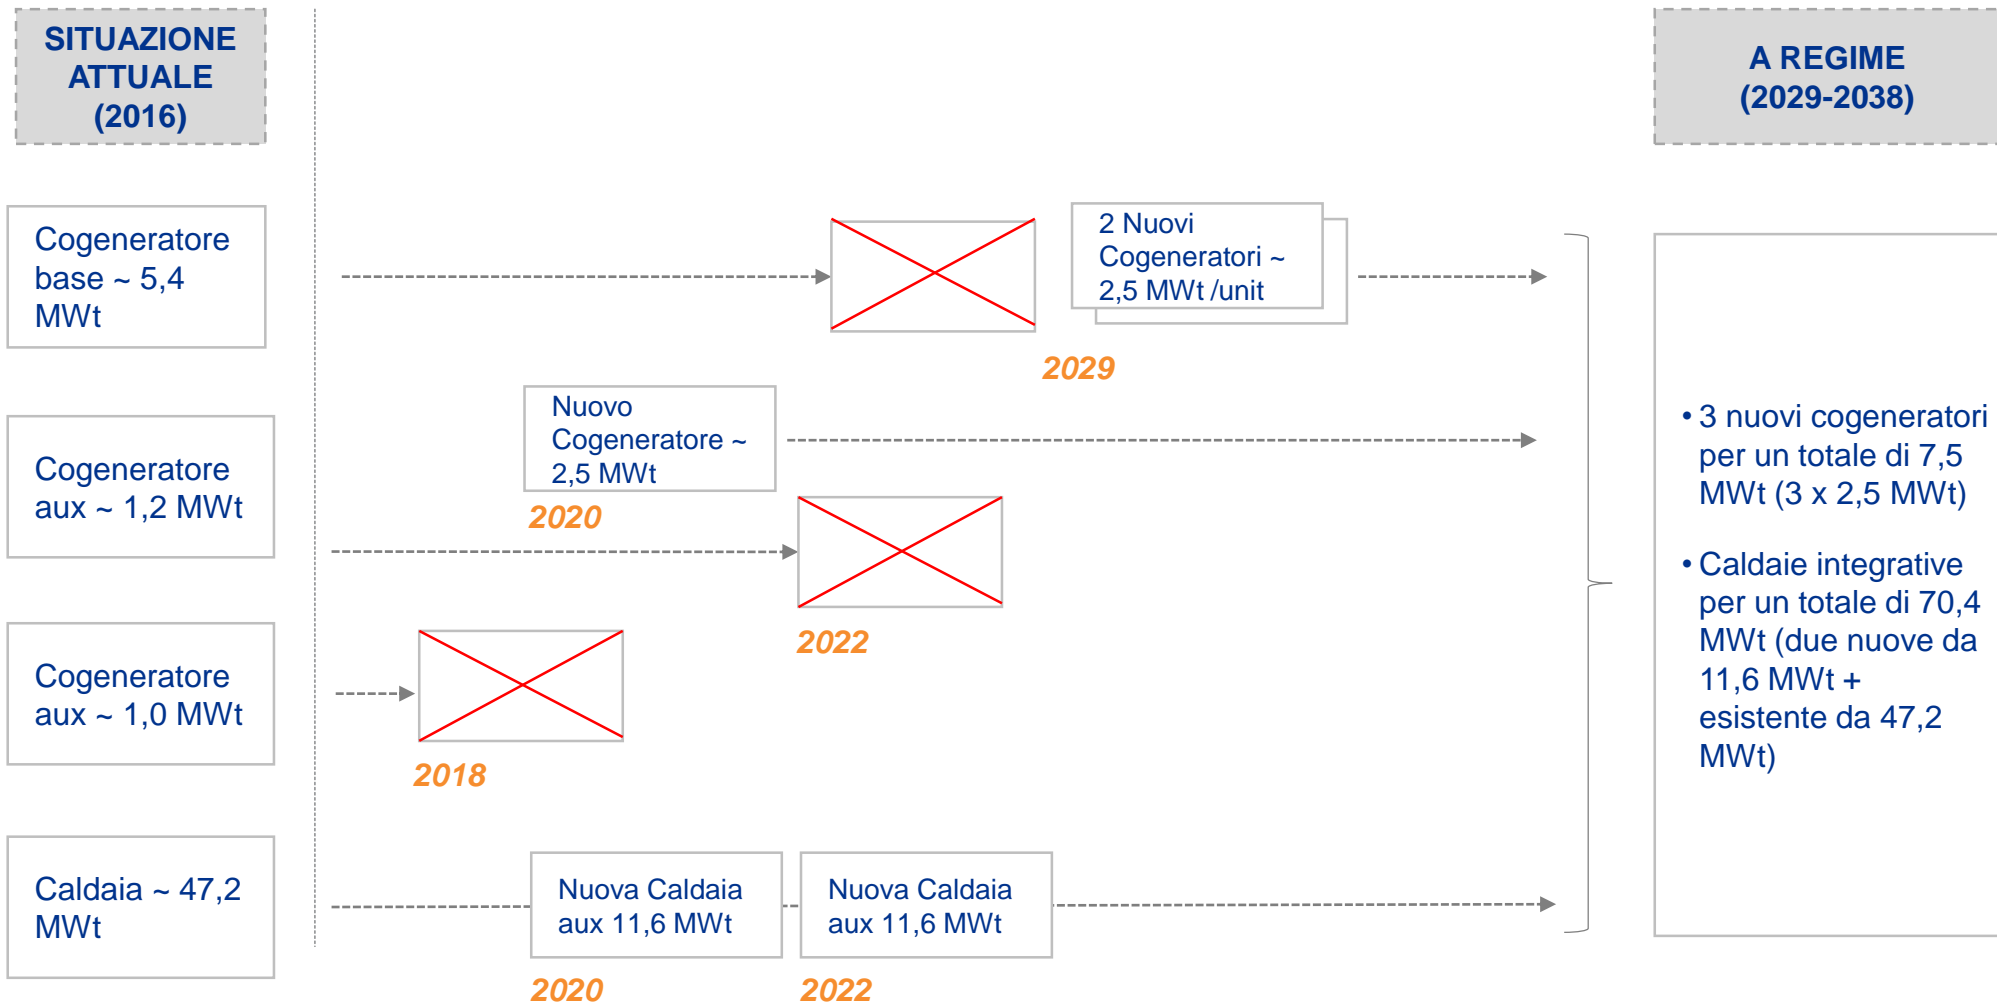 SITUAZIONE
ATTUALE
(2016)
A REGIME
(2029-2038)
Cogeneratore
base ~ 5,4
MWt
2 Nuovi
Cogeneratori ~
2,5 MWt /unit
2029
Nuovo
Cogeneratore ~
2,5 MWt
2020
Cogeneratore
aux ~ 1,2 MWt
2022
Cogeneratore
aux ~ 1,0 MWt
2018
Caldaia ~ 47,2
MWt
Nuova Caldaia
aux 11,6 MWt
2020
Nuova Caldaia
aux 11,6 MWt
2022
• 3 nuovi cogeneratori
per un totale di 7,5
MWt (3 x 2,5 MWt)
• Caldaie integrative
per un totale di 70,4
MWt (due nuove da
11,6 MWt +
esistente da 47,2
MWt)